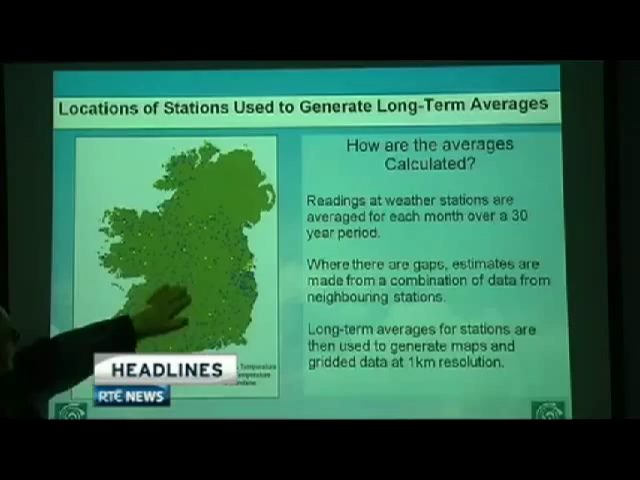 Locations of Stations Used to Generate Long-Term Averages
How are the averages
Calculated?
Readings at weather stations are
averaged for each month over a 30
year period.
Where there are gaps, estimates are
made from a combination of data from
neighbouring stations.
Long-term averages for stations are
then used to generate maps and
gridded data at 1km resolution.
Temperature
HEADLINES
RTÉ NEWS